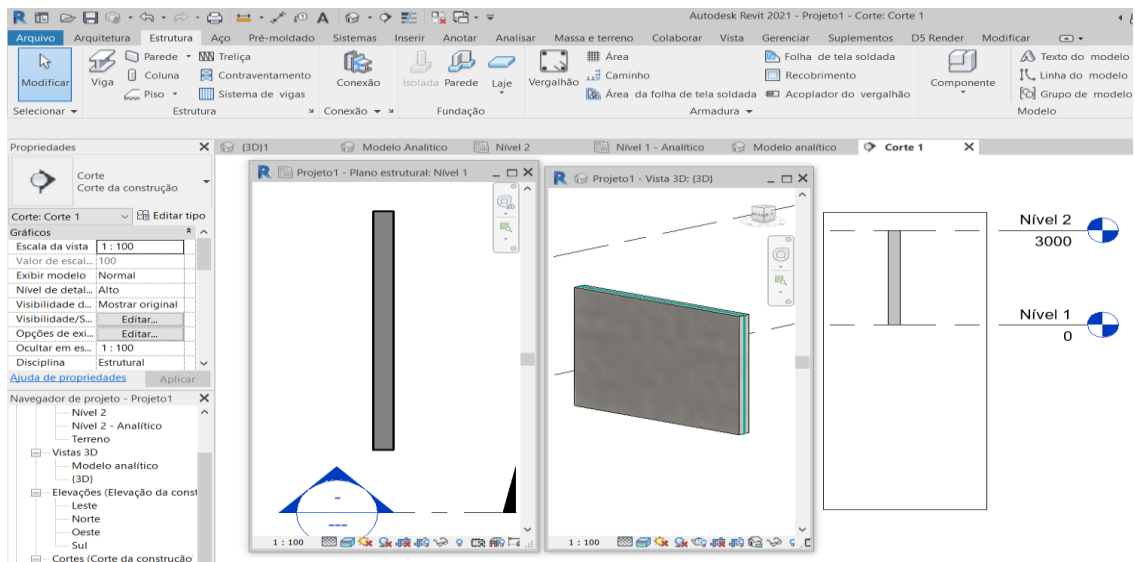 Autodesk Revit 2021 - Projeto1 - Corte: Corte 1
Arquivo Arquitetura Estrutura Aço Pré-moldado Sistemas Inserir Anotar Analisar Massa e terreno Colaborar Vista Gerenciar Suplementos D5 Render Modificar
Modificar
Viga
Parede
Coluna
Piso
Treliça
Contraventamento
Sistema de vigas
Conexão
Isolada
Parede
Laje
Vergalhão
Área
Caminho
Área da folha de tela soldada
Folha de tela soldada
Recobrimento
Acoplador do vergalhão
Componente
Texto do modelo
Linha do modelo
Grupo de modelo
Selecionar Estrutura Conexão Fundação Armadura Modelo
Propriedades
{3D}1 Modelo Analitico Nível 2 Nível 1 - Analítico Modelo analítico Corte 1
Corte
Corte da construção
Corte: Corte 1 Editar tipo
Gráficos
Escala da vista 1 : 100
Valor de escal... 100
Exibir modelo Normal
Nível de detal... Alto
Visibilidade d... Mostrar original
Visibilidade/S... Editar...
Opções de exi... Editar...
Ocultar em es... 1 : 100
Disciplina Estrutural
Ajuda de propriedades Aplicar
Navegador de projeto - Projeto1
Nível 2
Nível 2 - Analítico
Terreno
Vistas 3D
Modelo analítico
{3D}
Elevações (Elevação da const
Leste
Norte
Oeste
Sul
Cortes (Corte da construção
Projeto1 - Plano estrutural: Nível 1
1 : 100
Projeto1 - Vista 3D: {3D}
1 : 100
Nível 2
3000
Nível 1
0